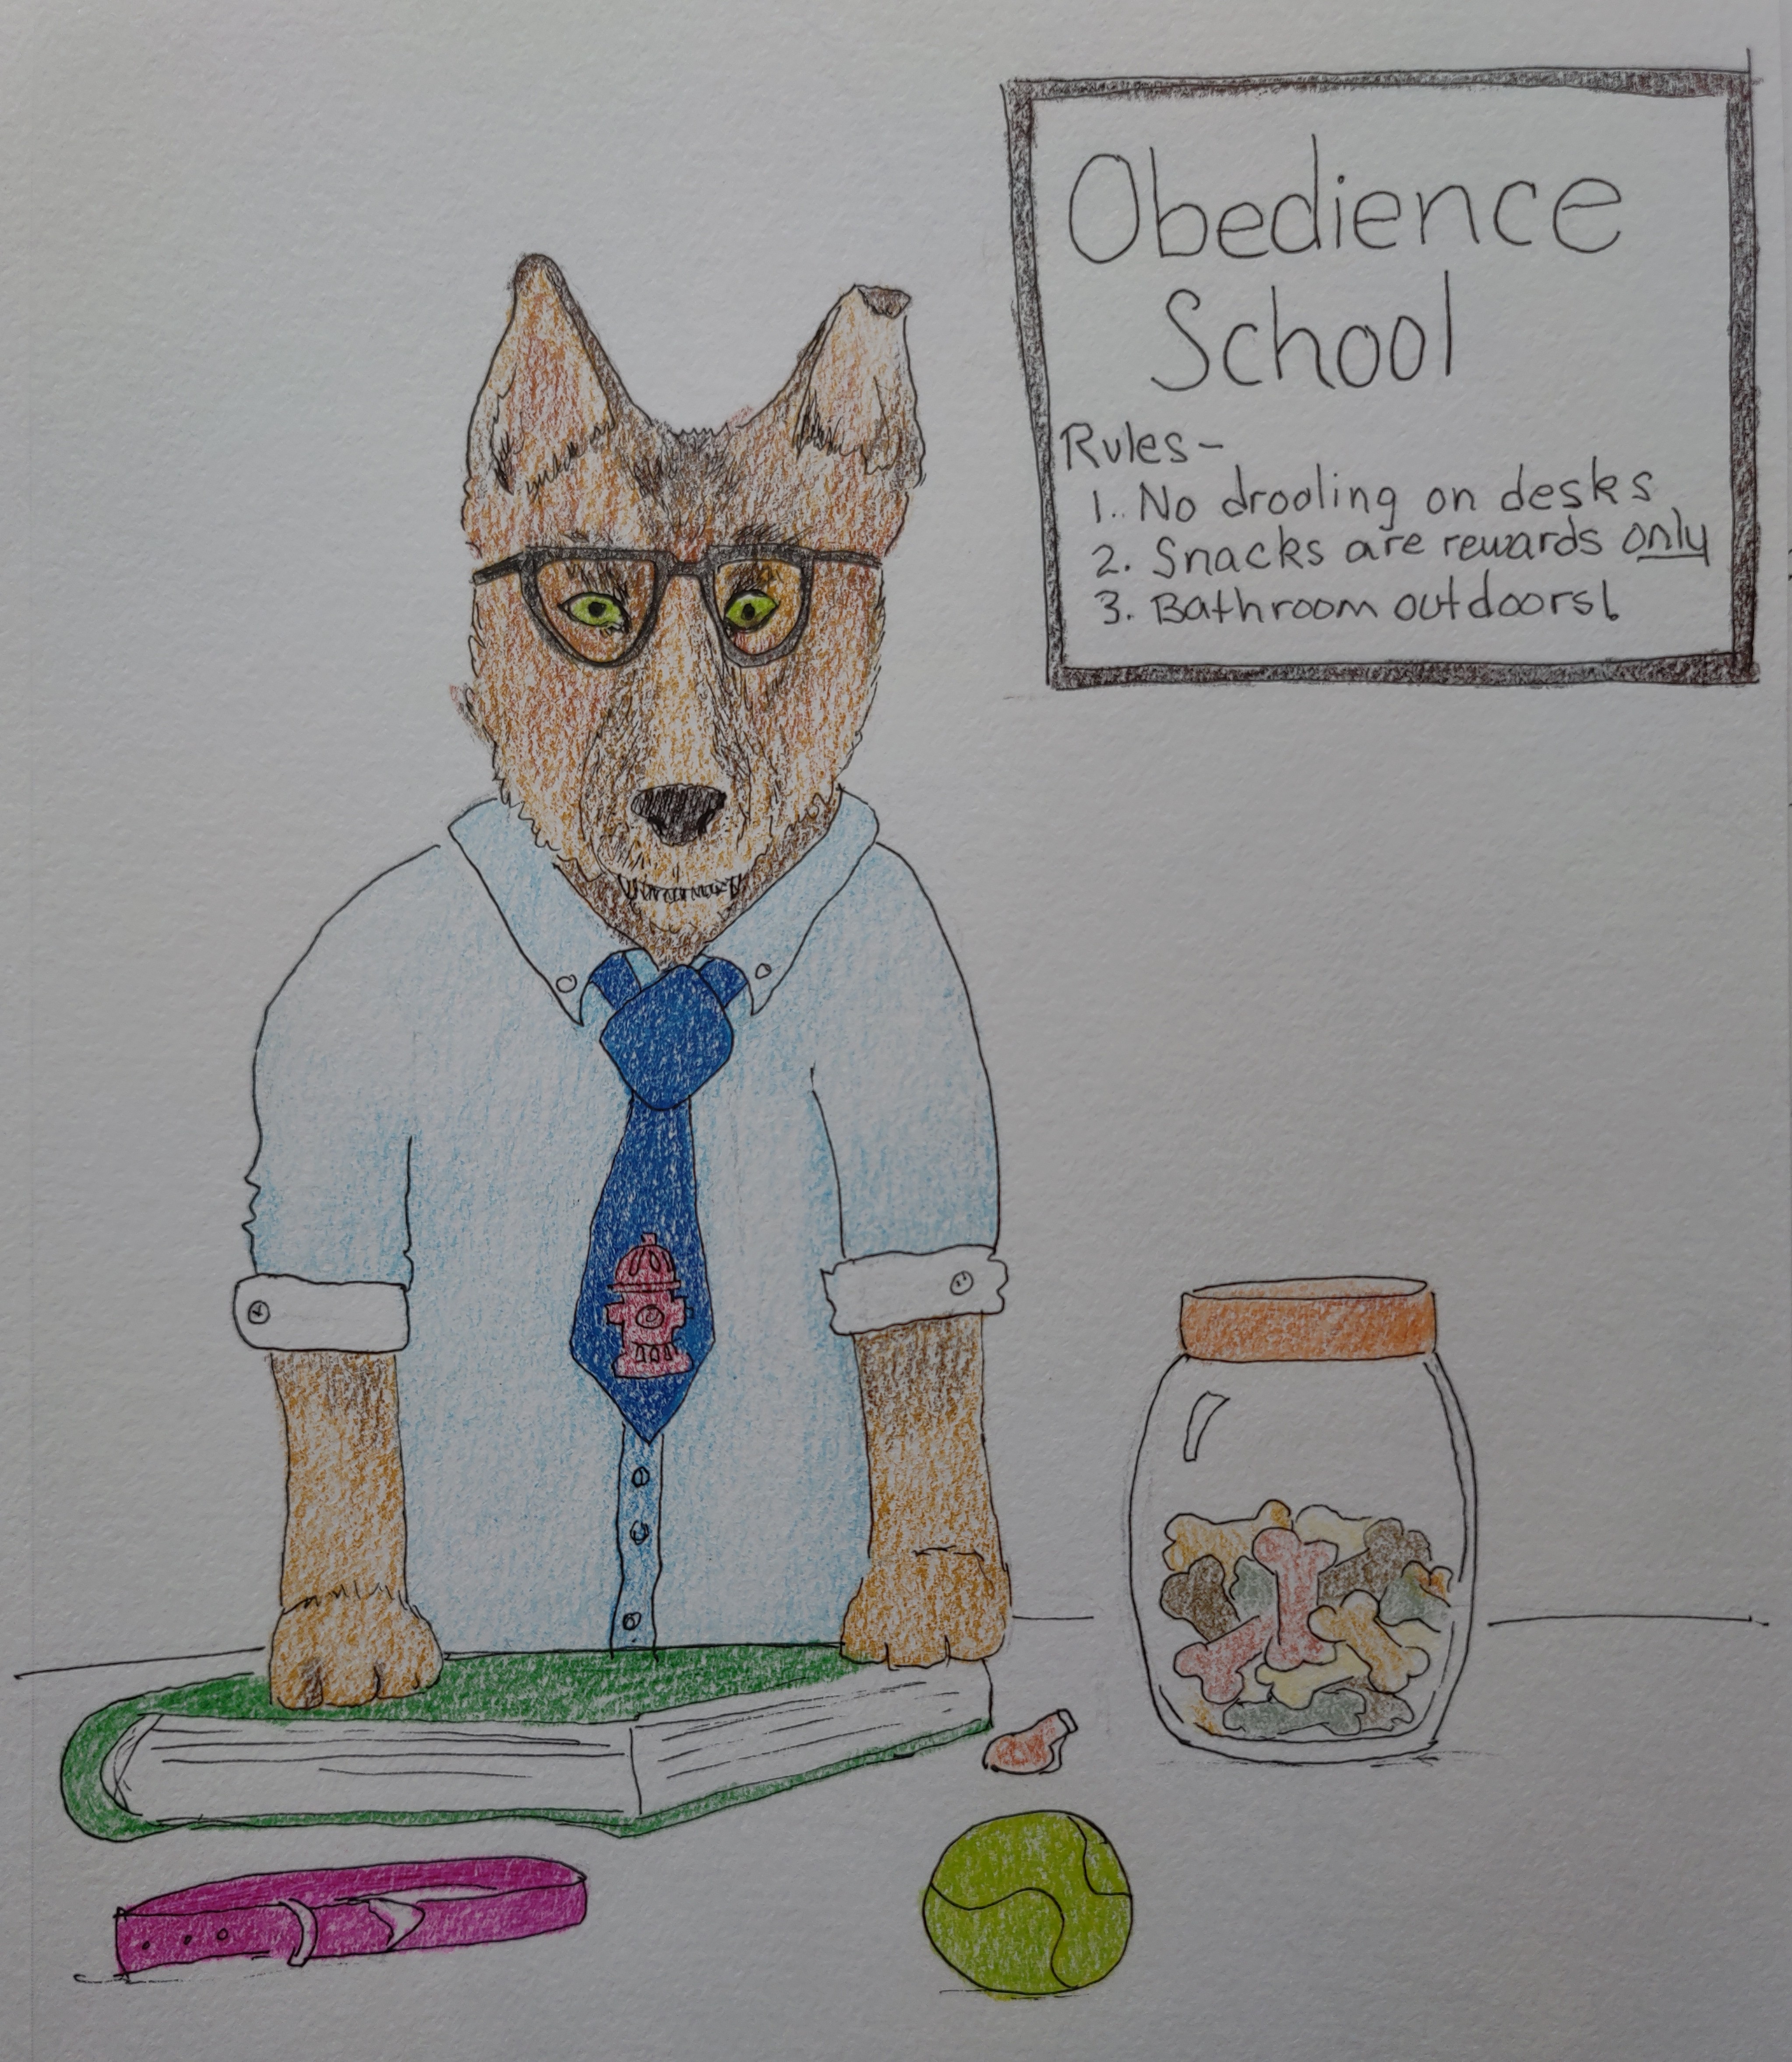 Obedience
School
Rules-
1. No drooling on desks
2. Snacks are rewards only
3. Bathroom outdoors!